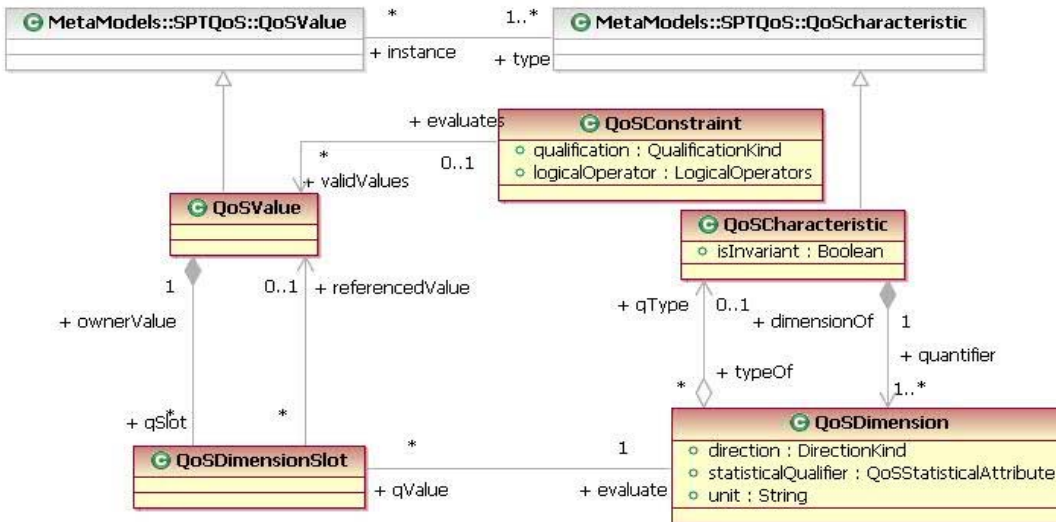 C MetaModels::SPTQoS::QoSValue
*
1..*
C MetaModels::SPTQoS::QoScharacteristic
+ instance
+ type
+ evaluates
C QoSConstraint
qualification : QualificationKind
logicalOperator : LogicalOperators
*
0..1
+ validValues
C QoSValue
C QoSCharacteristic
isInvariant : Boolean
1
0..1
+ referencedValue
+ ownerValue
+ qType
0..1
+ dimensionOf
1
+ quantifier
+ typeOf
*
1..*
*
+ qSlot
*
C QoSDimensionSlot
*
1
+ qValue
+ evaluate
C QoSDimension
direction : DirectionKind
statisticalQualifier : QoSStatisticalAttribute
unit : String